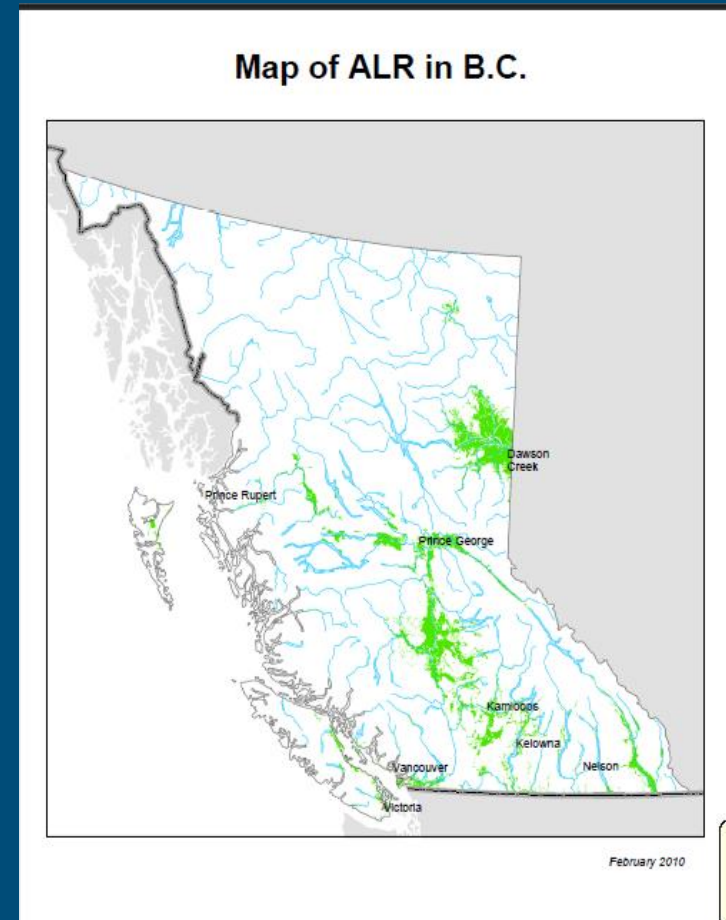 Map of ALR in B.C.
Dawson
Creek
Prince Rupert
Prince George
Kamloops
Kelowna
Vancouver
Nelson
Victoria
February 2010